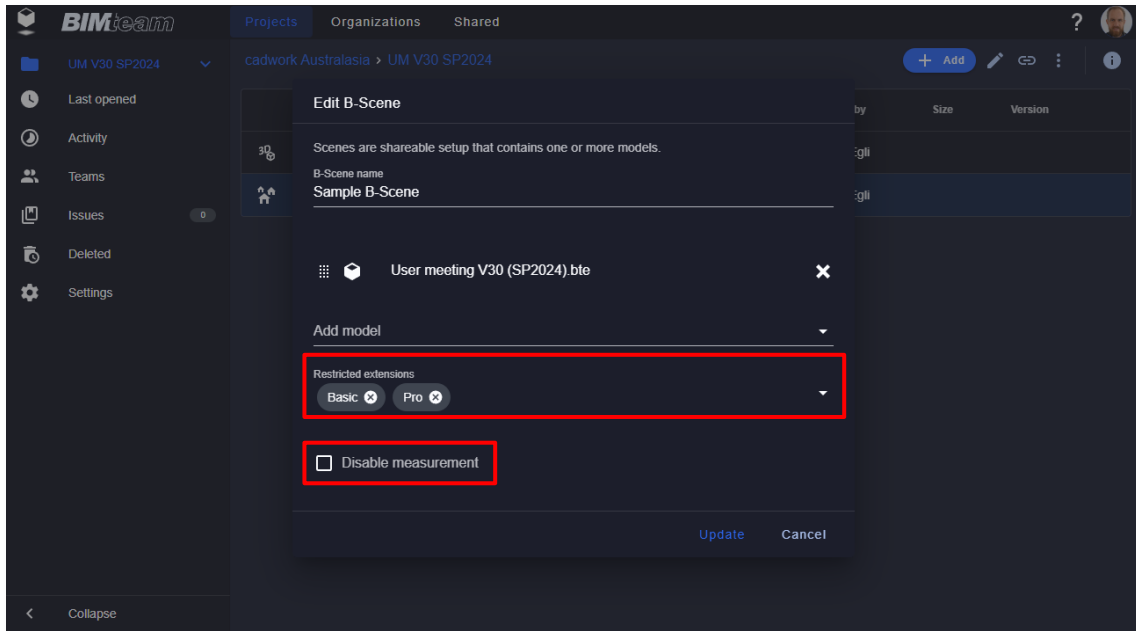 BIMteam
Projects Organizations Shared
?
UM V30 SP2024
Last opened
Activity
Teams
Issues 0
Deleted
Settings
Collapse
cadwork Australasia › UM V30 SP2024
+ Add
by Size Version
Egli
Egli
Edit B-Scene
Scenes are shareable setup that contains one or more models.
B-Scene name
Sample B-Scene
User meeting V30 (SP2024).bte
Add model
Restricted extensions
Basic Pro
Disable measurement
Update Cancel